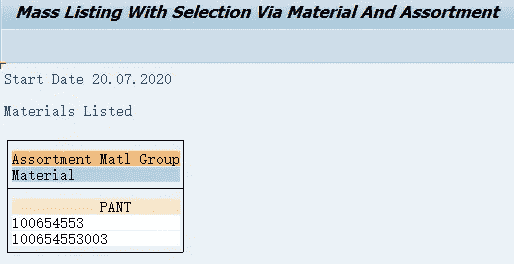 Mass Listing With Selection Via Material And Assortment
Start Date 20.07.2020
Materials Listed
Assortment Matl Group
Material
PANT
100654553
100654553003